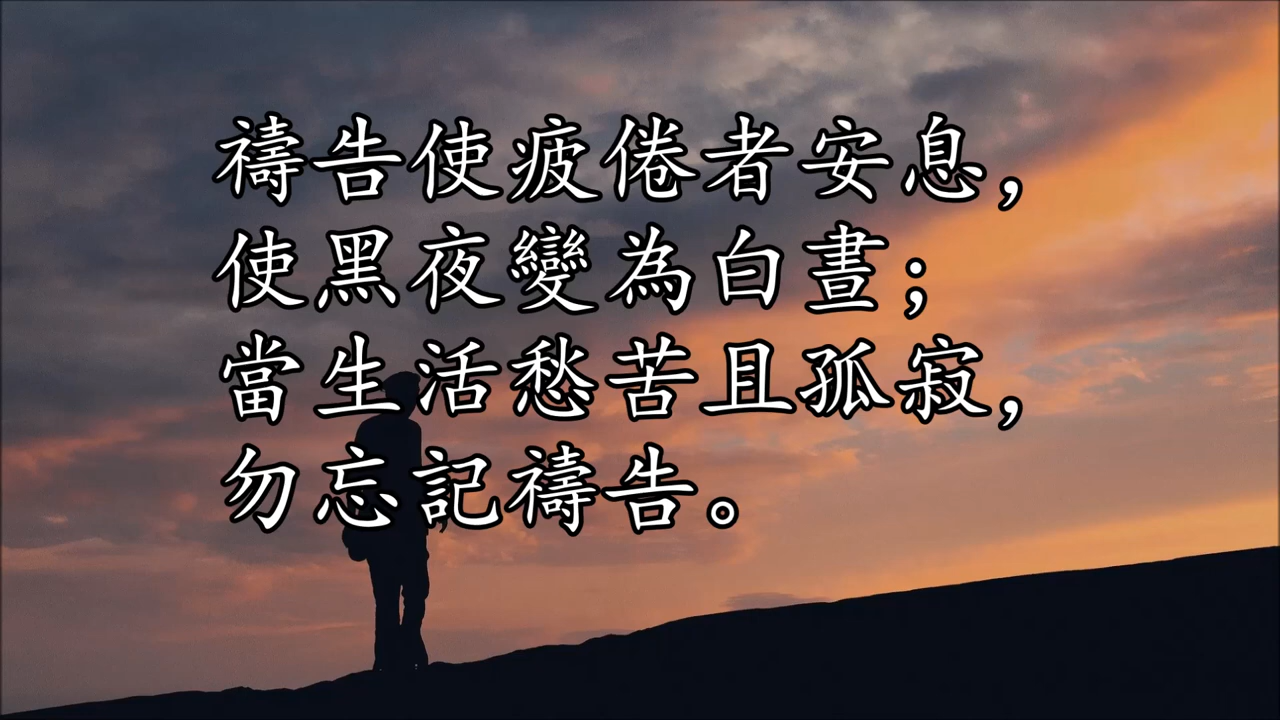 禱告使疲倦者安息，
使黑夜變為白晝；
當生活愁苦且孤寂，
勿忘記禱告。